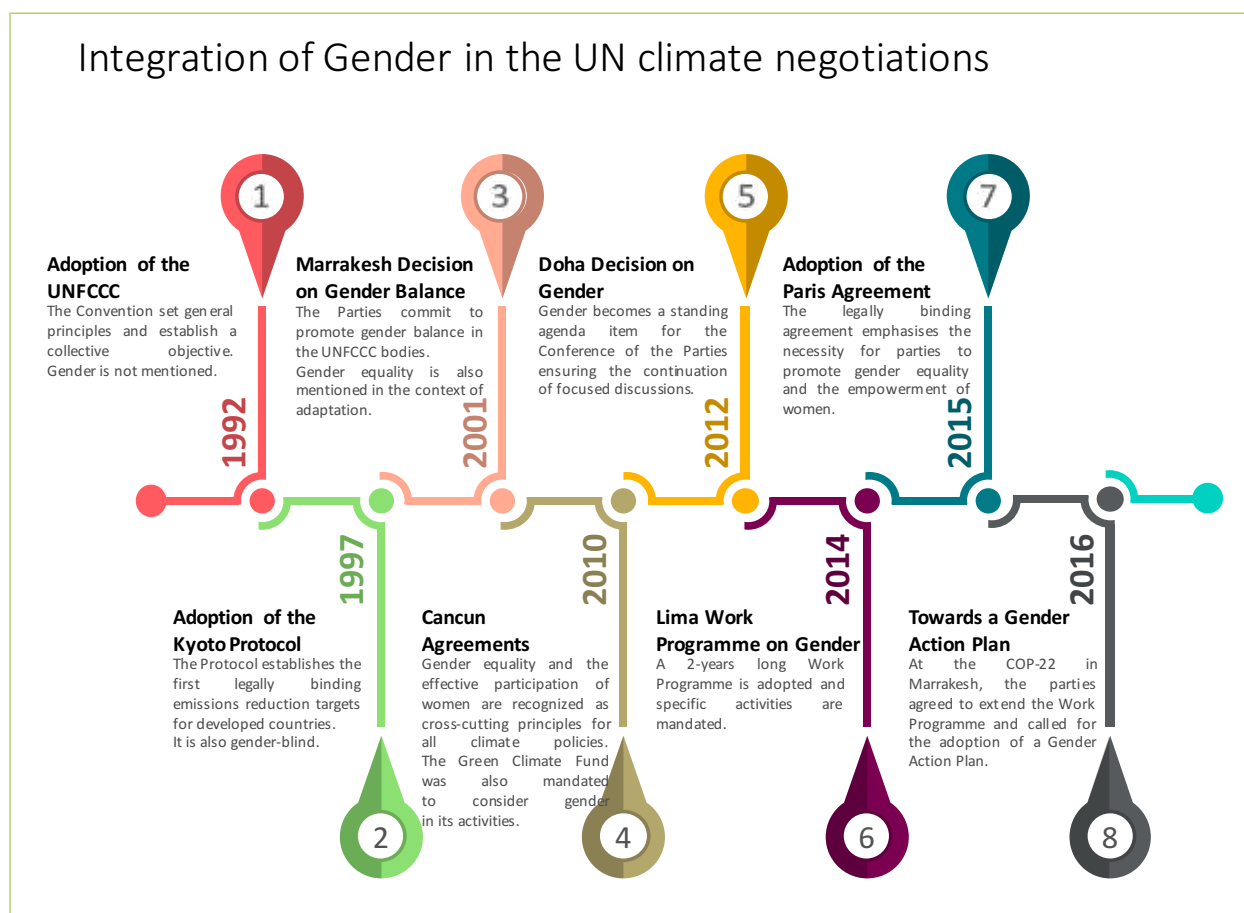 Integration of Gender in the UN climate negotiations
1
Adoption of the
UNFCCC
The Convention set general
principles and establish a
collective objective.
Gender is not mentioned.
1992
3
Marrakesh Decision
on Gender Balance
The Parties commit to
promote gender balance in
the UNFCCC bodies.
Gender equality is also
mentioned in the context of
adaptation.
2001
5
Doha Decision on
Gender
Gender becomes a standing
agenda item for the
Conference of the Parties
ensuring the continuation
of focused discussions.
2012
7
Adoption of the
Paris Agreement
The legally binding
agreement emphasises the
necessity for parties to
promote gender equality
and the empowerment of
women.
2015
1997
Adoption of the
Kyoto Protocol
The Protocol establishes the
first legally binding
emissions reduction targets
for developed countries.
It is also gender-blind.
2
2010
Cancun
Agreements
Gender equality and the
effective participation of
women are recognized as
cross-cutting principles for
all climate policies.
The Green Climate Fund
was also mandated
to consider gender
in its activities.
4
2014
Lima Work
Programme on Gender
A 2-years long Work
Programme is adopted and
specific activities are
mandated.
6
2016
Towards a Gender
Action Plan
At the COP-22 in
Marrakesh, the parties
agreed to extend the Work
Programme and called for
the adoption of a Gender
Action Plan.
8